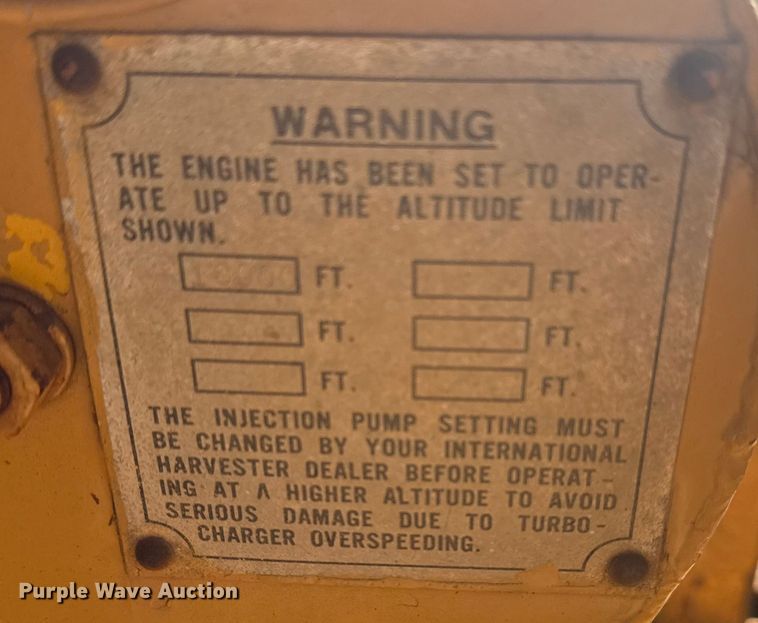 WARNING
THE ENGINE HAS BEEN SET TO OPER-
ATE UP TO THE ALTITUDE LIMIT
SHOWN.
FT. FT.
FT. FT.
FT. FT.
THE INJECTION PUMP SETTING MUST
BE CHANGED BY YOUR INTERNATIONAL
HARVESTER DEALER BEFORE OPERAT-
ING AT A HIGHER ALTITUDE TO AVOID
SERIOUS DAMAGE DUE TO TURBO-
CHARGER OVERSPEEDING.
Purple Wave Auction